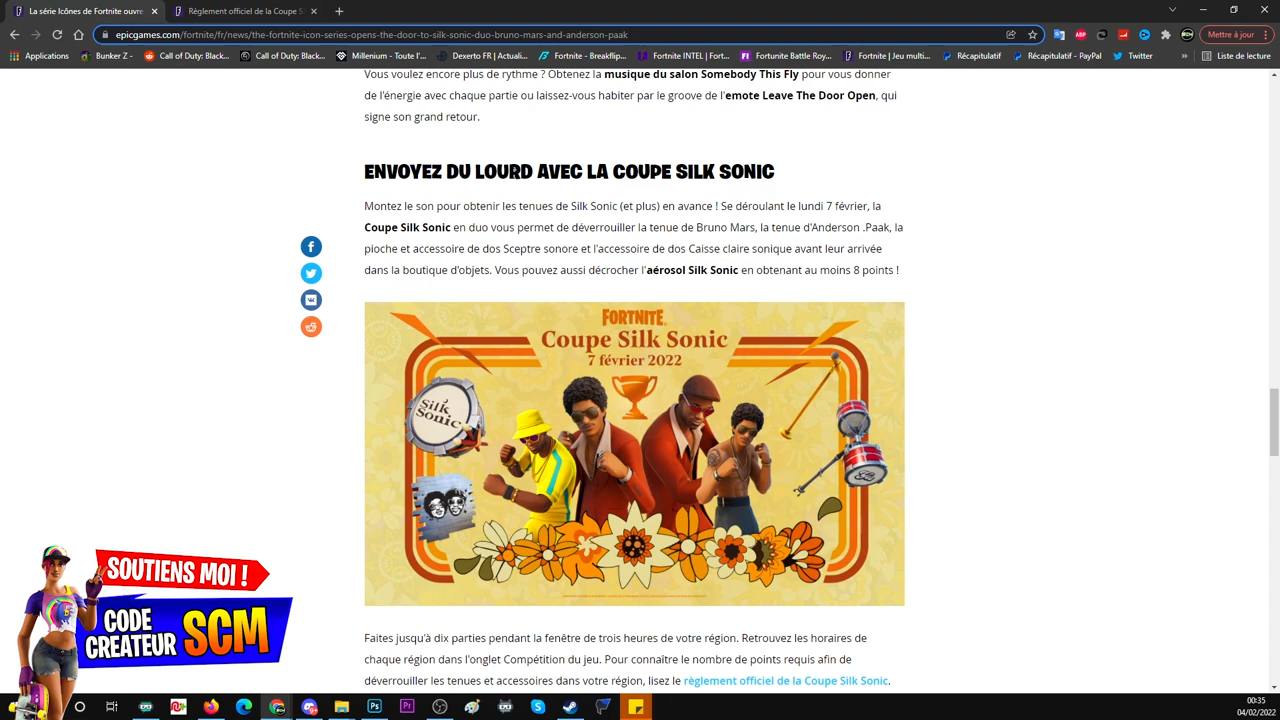 La série Icônes de Fortnite ouvre
Règlement officiel de la Coupe S
epicgames.com/fortnite/fr/news/the-fortnite-icon-series-opens-the-door-to-silk-sonic-duo-bruno-mars-and-anderson-paak
Mettre à jour
Applications
Bunker Z -
Call of Duty: Black...
Call of Duty: Black...
Millenium - Toute l'...
Dexerto FR | Actuali...
Fortnite - Breakflip...
Fortnite INTEL | Fort...
Fortunite Battle Roy...
Fortnite | Jeu multi...
Récapitulatif
Récapitulatif - PayPal
Twitter
»
Liste de lecture
Vous voulez encore plus de rythme ? Obtenez la musique du salon Somebody This Fly pour vous donner
de l'énergie avec chaque partie ou laissez-vous habiter par le groove de l'emote Leave The Door Open, qui
signe son grand retour.
ENVOYEZ DU LOURD AVEC LA COUPE SILK SONIC
Montez le son pour obtenir les tenues de Silk Sonic (et plus) en avance ! Se déroulant le lundi 7 février, la
Coupe Silk Sonic en duo vous permet de déverrouiller la tenue de Bruno Mars, la tenue d'Anderson .Paak, la
pioche et accessoire de dos Sceptre sonore et l'accessoire de dos Caisse claire sonique avant leur arrivée
dans la boutique d'objets. Vous pouvez aussi décrocher l'aérosol Silk Sonic en obtenant au moins 8 points !
FORTNITE
Coupe Silk Sonic
7 février 2022
Silk
Sonic
Faites jusqu'à dix parties pendant la fenêtre de trois heures de votre région. Retrouvez les horaires de
chaque région dans l'onglet Compétition du jeu. Pour connaître le nombre de points requis afin de
déverrouiller les tenues et accessoires dans votre région, lisez le règlement officiel de la Coupe Silk Sonic.
SOUTIENS MOI !
CODE
CREATEUR SCM
00:35
04/02/2022